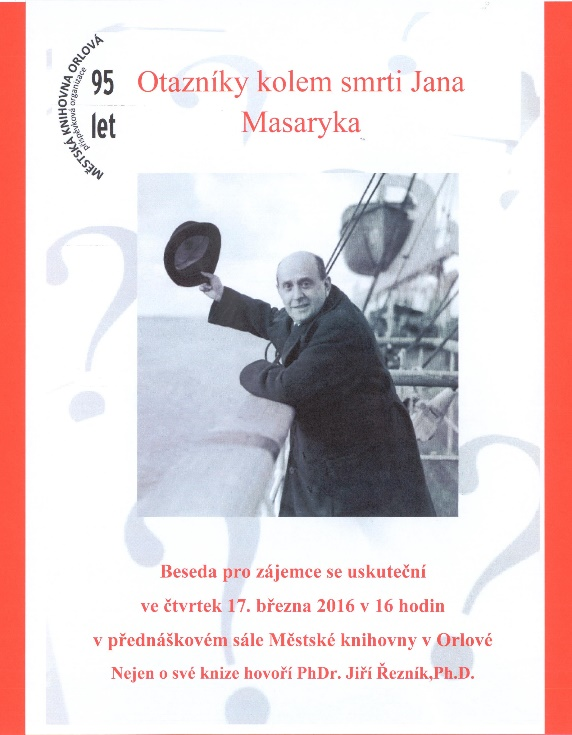 MĚSTSKÁ KNIHOVNA ORLOVÁ
příspěvková organizace
95
let
Otazníky kolem smrti Jana
Masaryka
Beseda pro zájemce se uskuteční
ve čtvrtek 17. března 2016 v 16 hodin
v přednáškovém sále Městské knihovny v Orlové
Nejen o své knize hovoří PhDr. Jiří Řezník,Ph.D.